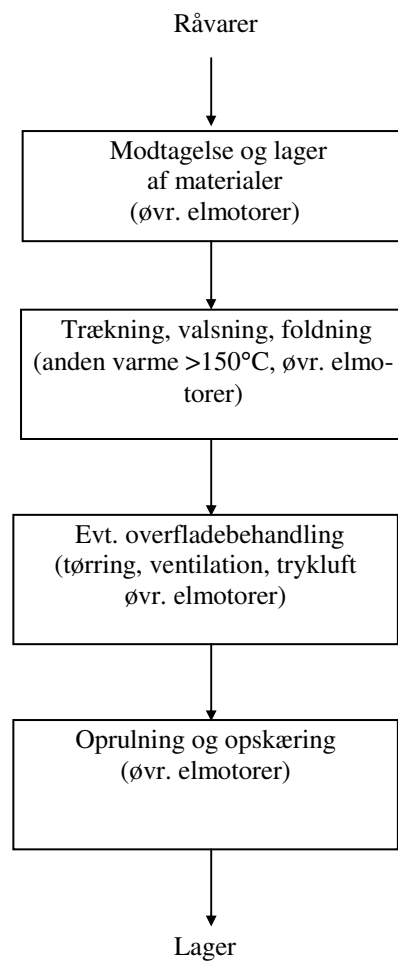 Råvarer
Modtagelse og lager
af materialer
(øvr. elmotorer)
Trækning, valsning, foldning
(anden varme >150°C, øvr. elmo-
torer)
Evt. overfladebehandling
(tørring, ventilation, trykluft
øvr. elmotorer)
Oprulning og opskæring
(øvr. elmotorer)
Lager